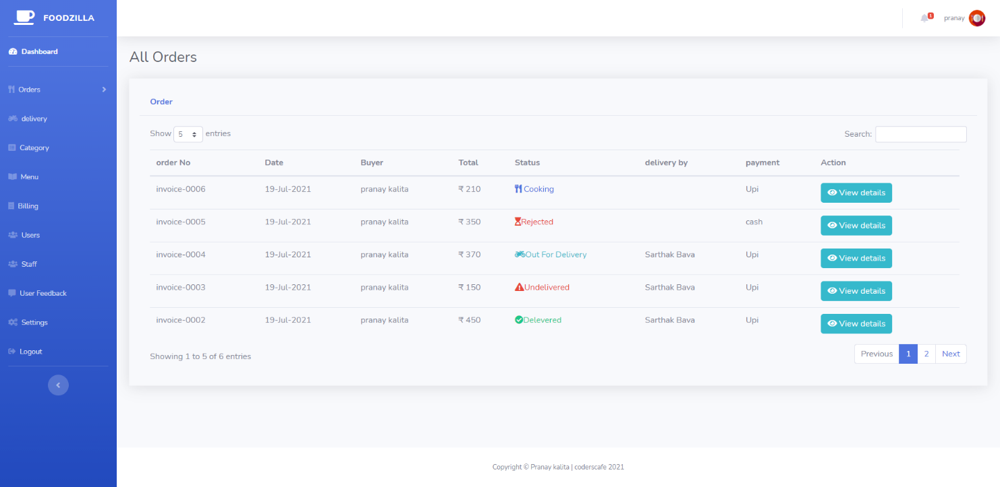 FOODZILLA
1
pranay
Dashboard
All Orders
Orders
Order
delivery
Show 5 entries
Search:
Category
order No Date Buyer Total Status delivery by payment Action
Menu
invoice-0006 19-Jul-2021 pranay kalita ₹ 210 Cooking Upi View details
Billing
invoice-0005 19-Jul-2021 pranay kalita ₹ 350 Rejected cash View details
Users
invoice-0004 19-Jul-2021 pranay kalita ₹ 370 Out For Delivery Sarthak Bava Upi View details
Staff
invoice-0003 19-Jul-2021 pranay kalita ₹ 150 Undelivered Sarthak Bava Upi View details
User Feedback
invoice-0002 19-Jul-2021 pranay kalita ₹ 450 Delevered Sarthak Bava Upi View details
Settings
Logout
Showing 1 to 5 of 6 entries
Previous 1 2 Next
Copyright © Pranay kalita | coderscafe 2021